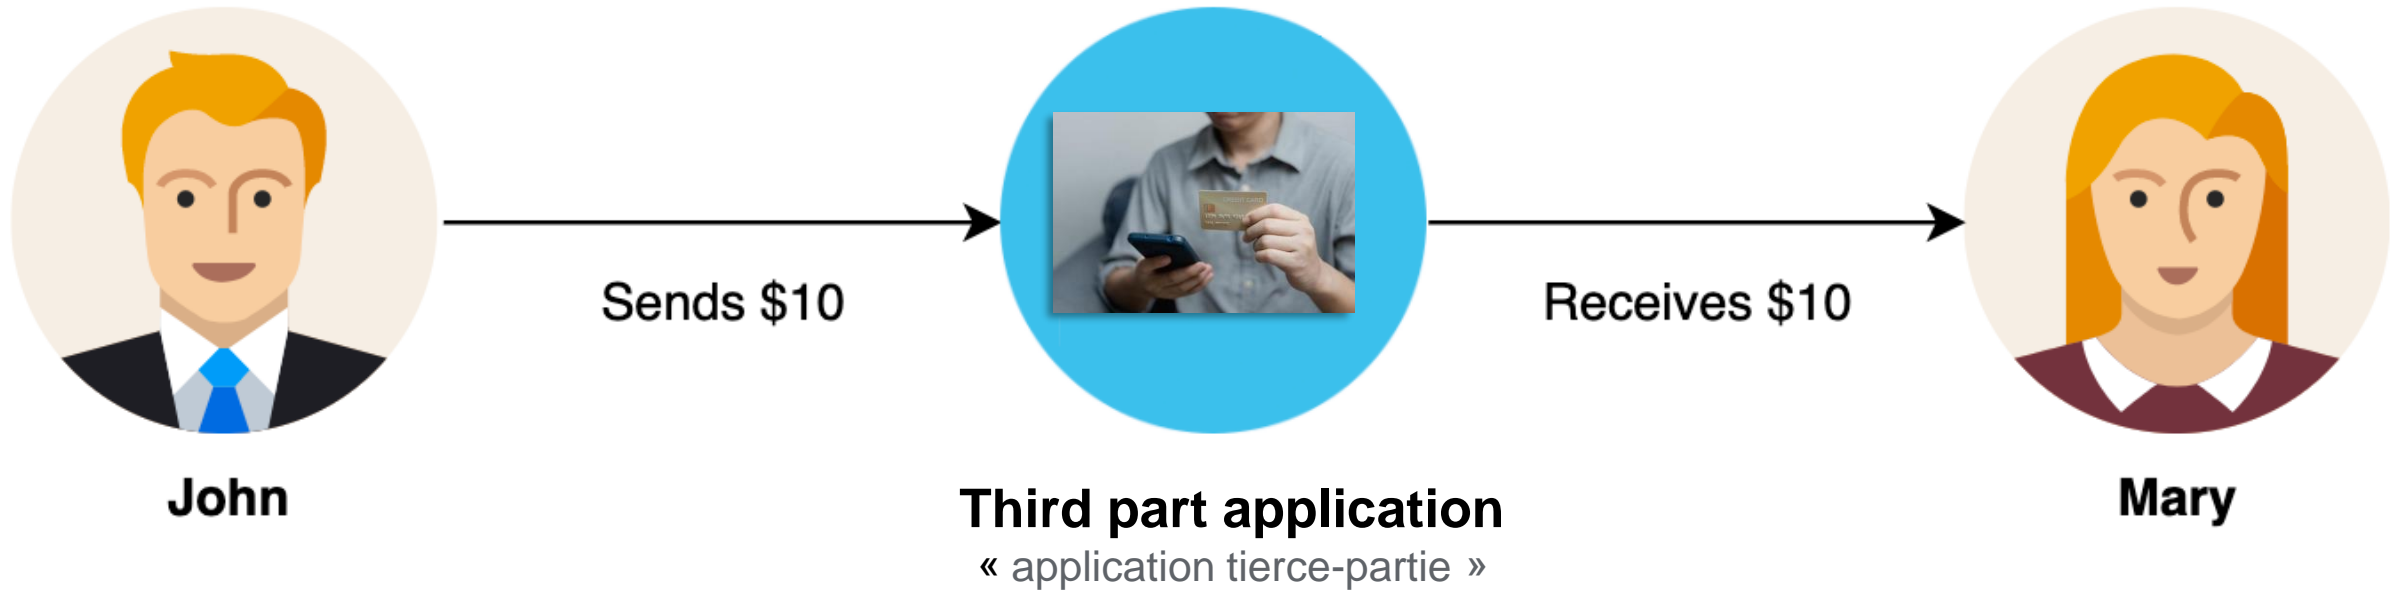 Sends $10
Receives $10
John
Third part application
« application tierce-partie »
Mary